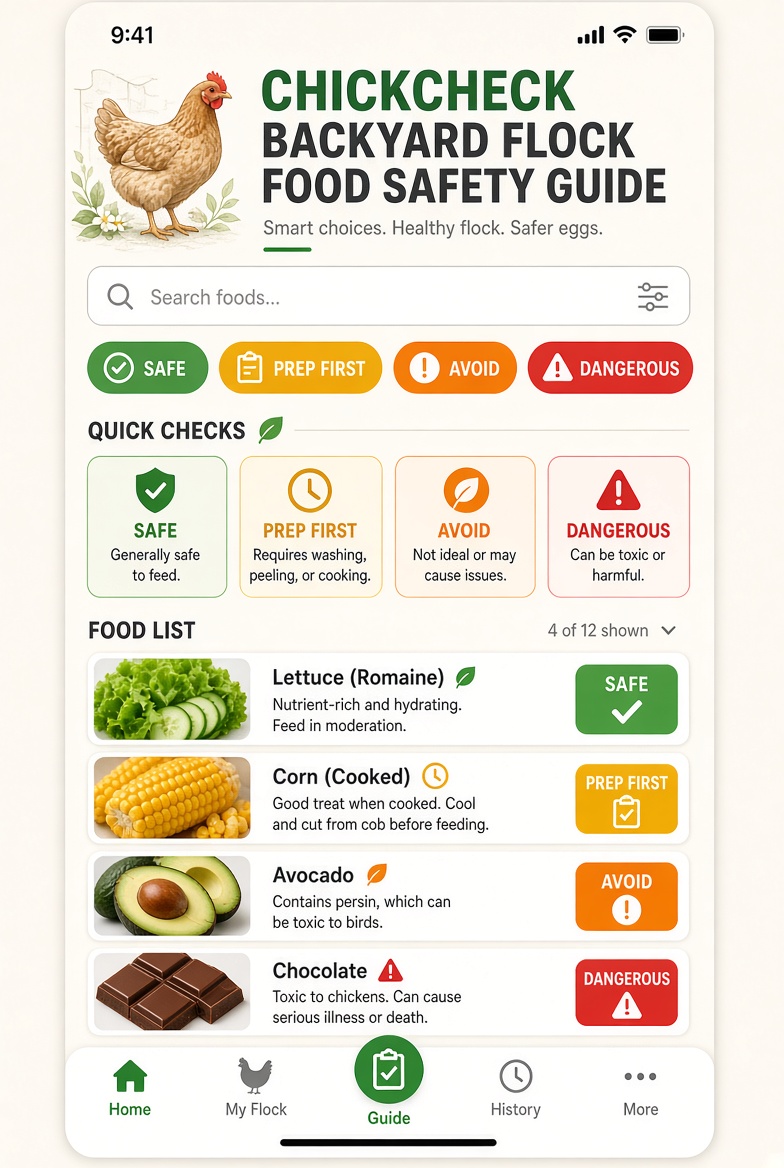 9:41
CHICKCHECK
BACKYARD FLOCK
FOOD SAFETY GUIDE
Smart choices. Healthy flock. Safer eggs.
Search foods...
SAFE
PREP FIRST
AVOID
DANGEROUS
QUICK CHECKS
SAFE
Generally safe
to feed.
PREP FIRST
Requires washing,
peeling, or cooking.
AVOID
Not ideal or may
cause issues.
DANGEROUS
Can be toxic or
harmful.
FOOD LIST
4 of 12 shown
Lettuce (Romaine)
Nutrient-rich and hydrating.
Feed in moderation.
SAFE
Corn (Cooked)
Good treat when cooked. Cool
and cut from cob before feeding.
PREP FIRST
Avocado
Contains persin, which can
be toxic to birds.
AVOID
Chocolate
Toxic to chickens. Can cause
serious illness or death.
DANGEROUS
Home
My Flock
Guide
History
More